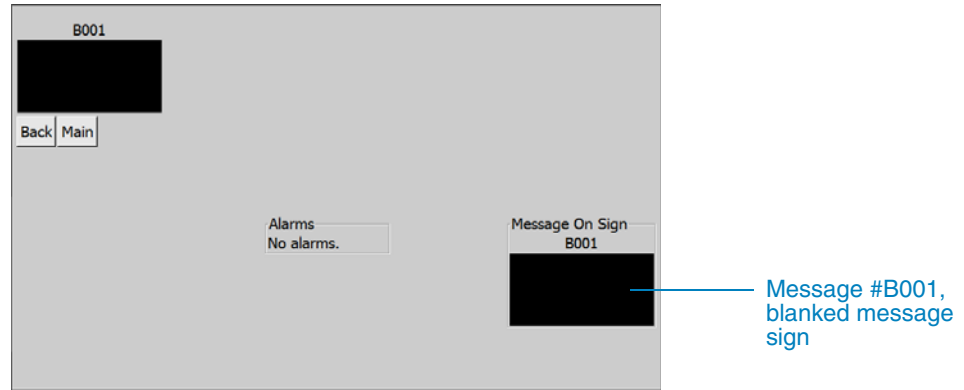 B001
Back Main
Alarms
No alarms.
Message On Sign
B001
Message #B001,
blanked message
sign